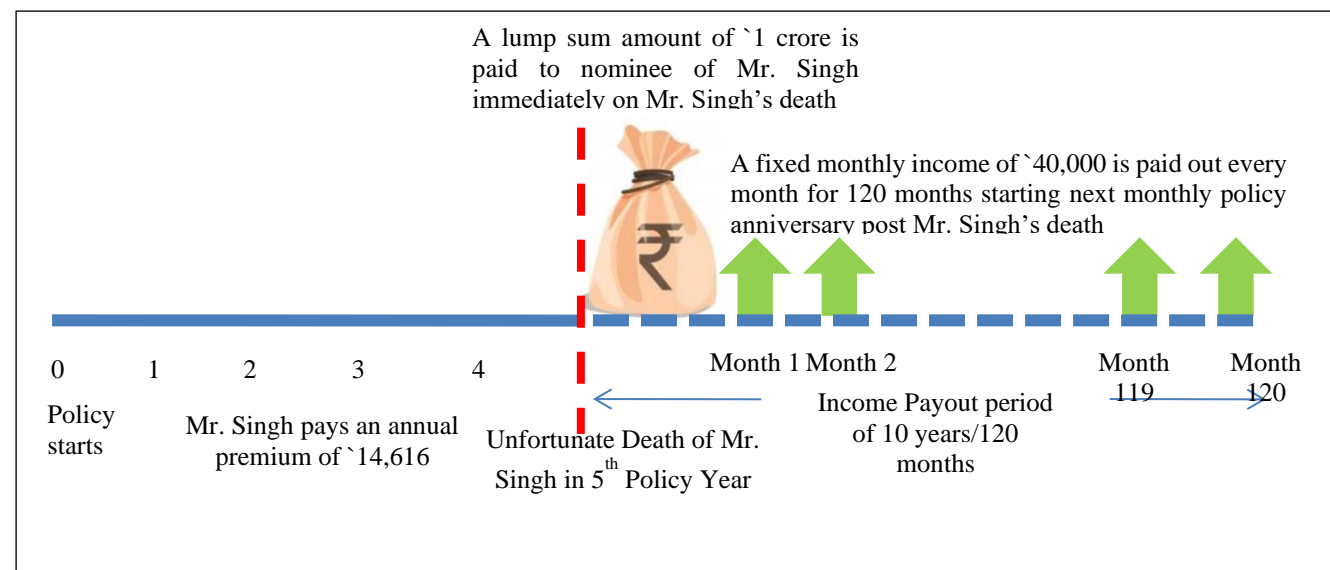 A lump sum amount of `1 crore is
paid to nominee of Mr. Singh
immediately on Mr. Singh's death
A fixed monthly income of `40,000 is paid out every
month for 120 months starting next monthly policy
anniversary post Mr. Singh's death
₹
0 1 2 3 4
Month 1 Month 2 Month 119 Month 120
Policy
starts
Mr. Singh pays an annual
premium of `14,616
Unfortunate Death of Mr.
Singh in 5th Policy Year
Income Payout period
of 10 years/120
months